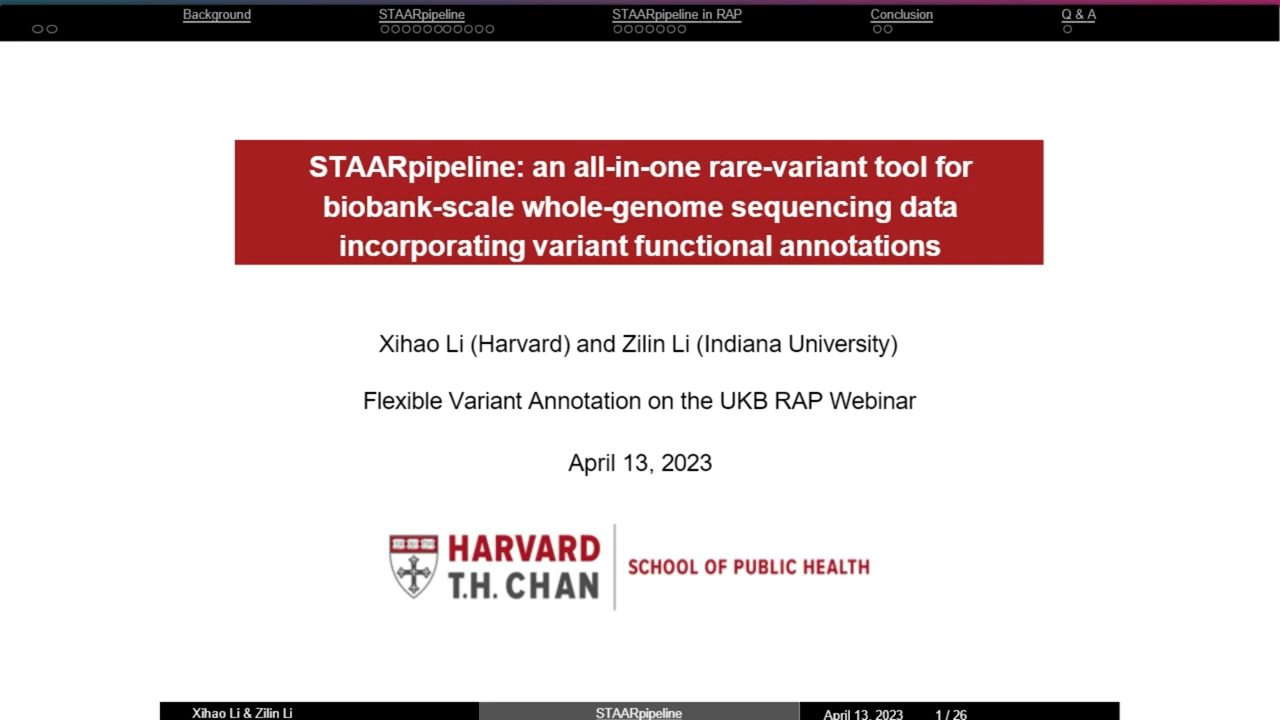 Background STAARpipeline STAARpipeline in RAP Conclusion Q & A
STAARpipeline: an all-in-one rare-variant tool for
biobank-scale whole-genome sequencing data
incorporating variant functional annotations
Xihao Li (Harvard) and Zilin Li (Indiana University)
Flexible Variant Annotation on the UKB RAP Webinar
April 13, 2023
HARVARD
T.H. CHAN
SCHOOL OF PUBLIC HEALTH
Xihao Li & Zilin Li STAARpipeline April 13, 2023 1 / 26